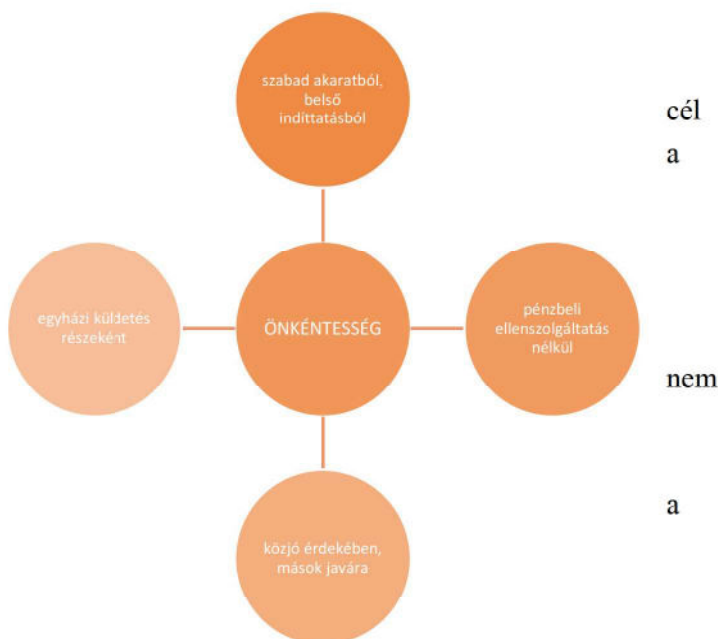 szabad akaratból,
belső
indíttatásból
cél
a
egyházi küldetés
részeként
ÖNKÉNTESSÉG
pénzbeli
ellenszolgáltatás
nélkül
nem
a
közjó érdekében,
mások javára